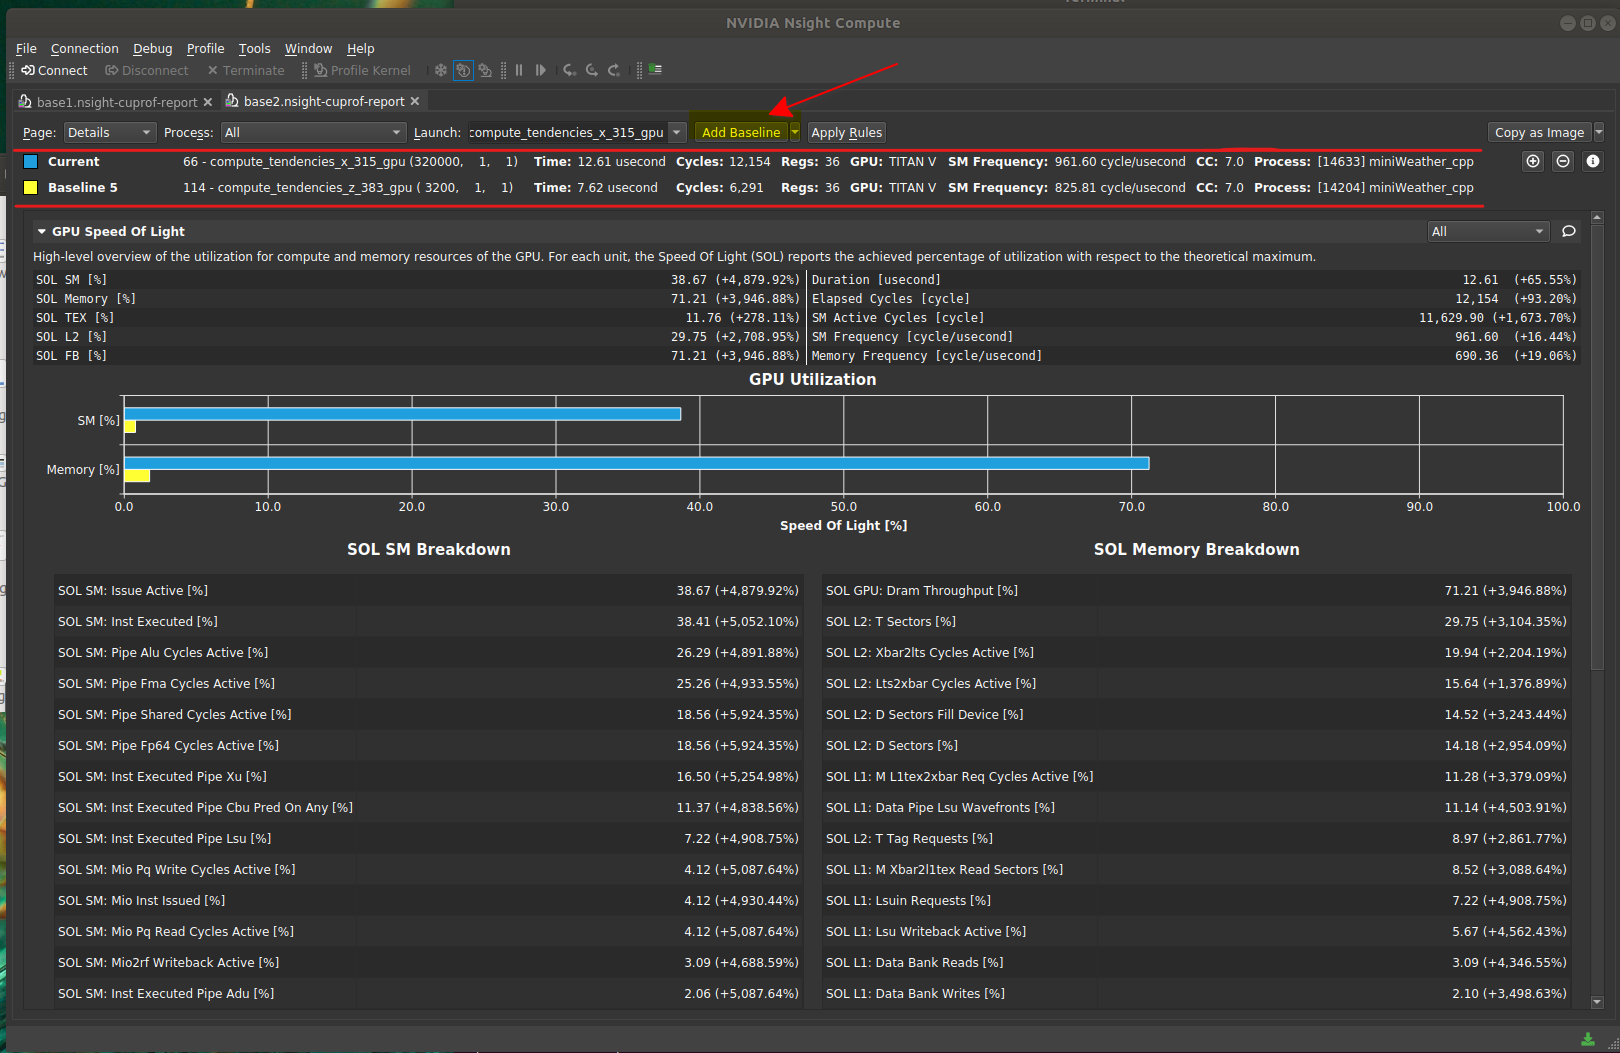 NVIDIA Nsight Compute
File Connection Debug Profile Tools Window Help
Connect Disconnect Terminate Profile Kernel
base1.nsight-cuprof-report base2.nsight-cuprof-report
Page: Details Process: All Launch: compute_tendencies_x_315_gpu Add Baseline Apply Rules Copy as Image
Current 66 - compute_tendencies_x_315_gpu (320000, 1, 1) Time: 12.61 usecond Cycles: 12,154 Regs: 36 GPU: TITAN V SM Frequency: 961.60 cycle/usecond CC: 7.0 Process: [14633] miniWeather_cpp
Baseline 5 114 - compute_tendencies_z_383_gpu ( 3200, 1, 1) Time: 7.62 usecond Cycles: 6,291 Regs: 36 GPU: TITAN V SM Frequency: 825.81 cycle/usecond CC: 7.0 Process: [14204] miniWeather_cpp
GPU Speed Of Light All
High-level overview of the utilization for compute and memory resources of the GPU. For each unit, the Speed Of Light (SOL) reports the achieved percentage of utilization with respect to the theoretical maximum.
SOL SM [%] 38.67 (+4,879.92%) Duration [usecond] 12.61 (+65.55%)
SOL Memory [%] 71.21 (+3,946.88%) Elapsed Cycles [cycle] 12,154 (+93.20%)
SOL TEX [%] 11.76 (+278.11%) SM Active Cycles [cycle] 11,629.90 (+1,673.70%)
SOL L2 [%] 29.75 (+2,708.95%) SM Frequency [cycle/usecond] 961.60 (+16.44%)
SOL FB [%] 71.21 (+3,946.88%) Memory Frequency [cycle/usecond] 690.36 (+19.06%)
GPU Utilization
SM [%]
Memory [%]
0.0 10.0 20.0 30.0 40.0 50.0 60.0 70.0 80.0 90.0 100.0
Speed Of Light [%]
SOL SM Breakdown SOL Memory Breakdown
SOL SM: Issue Active [%] 38.67 (+4,879.92%) SOL GPU: Dram Throughput [%] 71.21 (+3,946.88%)
SOL SM: Inst Executed [%] 38.41 (+5,052.10%) SOL L2: T Sectors [%] 29.75 (+3,104.35%)
SOL SM: Pipe Alu Cycles Active [%] 26.29 (+4,891.88%) SOL L2: Xbar2lts Cycles Active [%] 19.94 (+2,204.19%)
SOL SM: Pipe Fma Cycles Active [%] 25.26 (+4,933.55%) SOL L2: Lts2xbar Cycles Active [%] 15.64 (+1,376.89%)
SOL SM: Pipe Shared Cycles Active [%] 18.56 (+5,924.35%) SOL L2: D Sectors Fill Device [%] 14.52 (+3,243.44%)
SOL SM: Pipe Fp64 Cycles Active [%] 18.56 (+5,924.35%) SOL L2: D Sectors [%] 14.18 (+2,954.09%)
SOL SM: Inst Executed Pipe Xu [%] 16.50 (+5,254.98%) SOL L1: M L1tex2xbar Req Cycles Active [%] 11.28 (+3,379.09%)
SOL SM: Inst Executed Pipe Cbu Pred On Any [%] 11.37 (+4,838.56%) SOL L1: Data Pipe Lsu Wavefronts [%] 11.14 (+4,503.91%)
SOL SM: Inst Executed Pipe Lsu [%] 7.22 (+4,908.75%) SOL L2: T Tag Requests [%] 8.97 (+2,861.77%)
SOL SM: Mio Pq Write Cycles Active [%] 4.12 (+5,087.64%) SOL L1: M Xbar2l1tex Read Sectors [%] 8.52 (+3,088.64%)
SOL SM: Mio Inst Issued [%] 4.12 (+4,930.44%) SOL L1: Lsuin Requests [%] 7.22 (+4,908.75%)
SOL SM: Mio Pq Read Cycles Active [%] 4.12 (+5,087.64%) SOL L1: Lsu Writeback Active [%] 5.67 (+4,562.43%)
SOL SM: Mio2rf Writeback Active [%] 3.09 (+4,688.59%) SOL L1: Data Bank Reads [%] 3.09 (+4,346.55%)
SOL SM: Inst Executed Pipe Adu [%] 2.06 (+5,087.64%) SOL L1: Data Bank Writes [%] 2.10 (+3,498.63%)